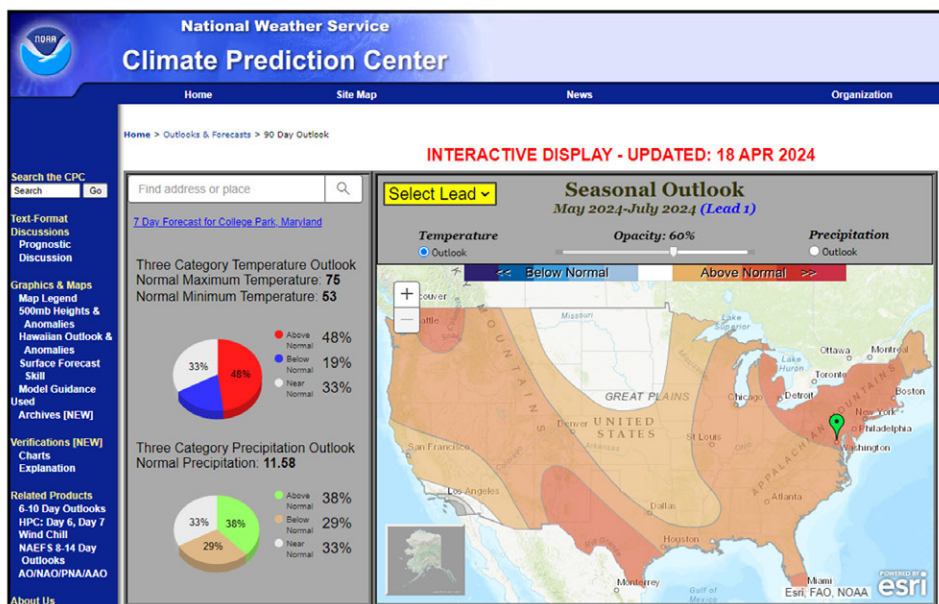 NOAA
National Weather Service
Climate Prediction Center
Home
Site Map
News
Organization
Home > Outlooks & Forecasts > 90 Day Outlook
INTERACTIVE DISPLAY - UPDATED: 18 APR 2024
Search the CPC
Search
Go
Text-Format
Discussions
Prognostic
Discussion
Graphics & Maps
Map Legend
500mb Heights &
Anomalies
Hawaiian Outlook &
Anomalies
Surface Forecast
Skill
Model Guidance
Used
Archives [NEW]
Verifications [NEW]
Charts
Explanation
Related Products
6-10 Day Outlooks
HPC: Day 6, Day 7
Wind Chill
NAEFS 8-14 Day
Outlooks
AO/NAO/PNA/AAO
About Us
Find address or place
7 Day Forecast for College Park, Maryland
Three Category Temperature Outlook
Normal Maximum Temperature: 75
Normal Minimum Temperature: 53
33%
48%
Above Normal 48%
Below Normal 19%
Near Normal 33%
Three Category Precipitation Outlook
Normal Precipitation: 11.58
33%
38%
29%
Above Normal 38%
Below Normal 29%
Near Normal 33%
Select Lead
Seasonal Outlook
May 2024-July 2024 (Lead 1)
Temperature
Outlook
Opacity: 60%
Precipitation
Outlook
<< Below Normal
Above Normal >>
+
−
couver
eattle
MOUNTAINS
Missouri
Lake
Superior
Lake
Huron
Ottawa
Montreal
Toronto
Boston
Chicago
Detroit
New York
Philadelphia
Washington
GREAT PLAINS
Denver
UNITED
STATES
St Louis
Ohio
Arkansas
Colorado
APPALACHIAN MOUNTAINS
San Francisco
Los Angeles
Dallas
Atlanta
Houston
Rio Grande
Monterrey
Gulf of
Mexico
Miami
Esri, FAO, NOAA
POWERED BY
esri